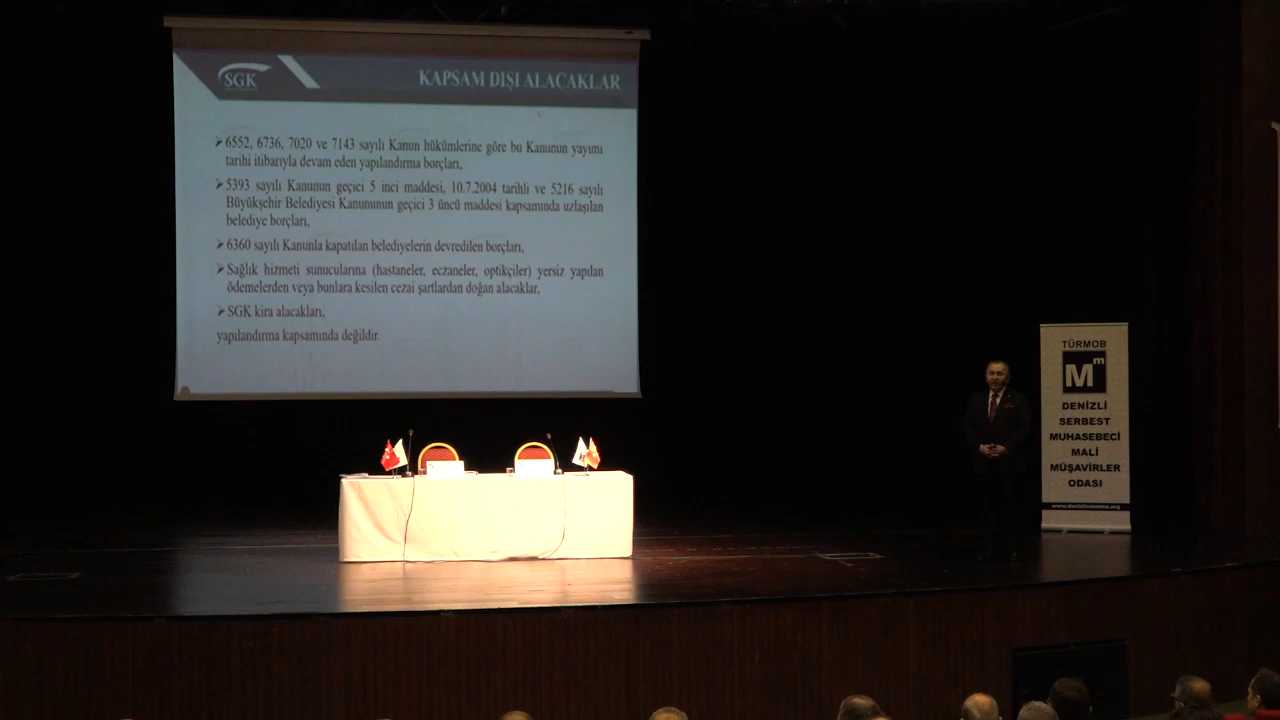 SGK
KAPSAM DIŞI ALACAKLAR
➢ 6552, 6736, 7020 ve 7143 sayılı Kanun hükümlerine göre bu Kanunun yayımı
tarihi itibarıyla devam eden yapılandırma borçları,
➢ 5393 sayılı Kanunun geçici 5 inci maddesi, 10.7.2004 tarihli ve 5216 sayılı
Büyükşehir Belediyesi Kanununun geçici 3 üncü maddesi kapsamında uzlaşılan
belediye borçları,
➢ 6360 sayılı Kanunla kapatılan belediyelerin devredilen borçları,
➢ Sağlık hizmeti sunucularına (hastaneler, eczaneler, optikçiler) yersiz yapılan
ödemelerden veya bunlara kesilen cezai şartlardan doğan alacaklar,
➢ SGK kira alacakları,
yapılandırma kapsamında değildir.
TÜRMOB
Mm
DENİZLİ
SERBEST
MUHASEBECİ
MALİ
MÜŞAVİRLER
ODASI